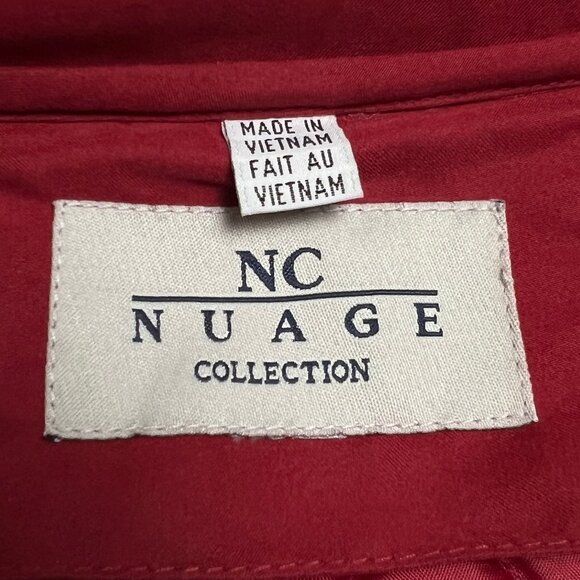 MADE IN
VIETNAM
FAIT AU
VIETNAM
NC
NUAGE
COLLECTION